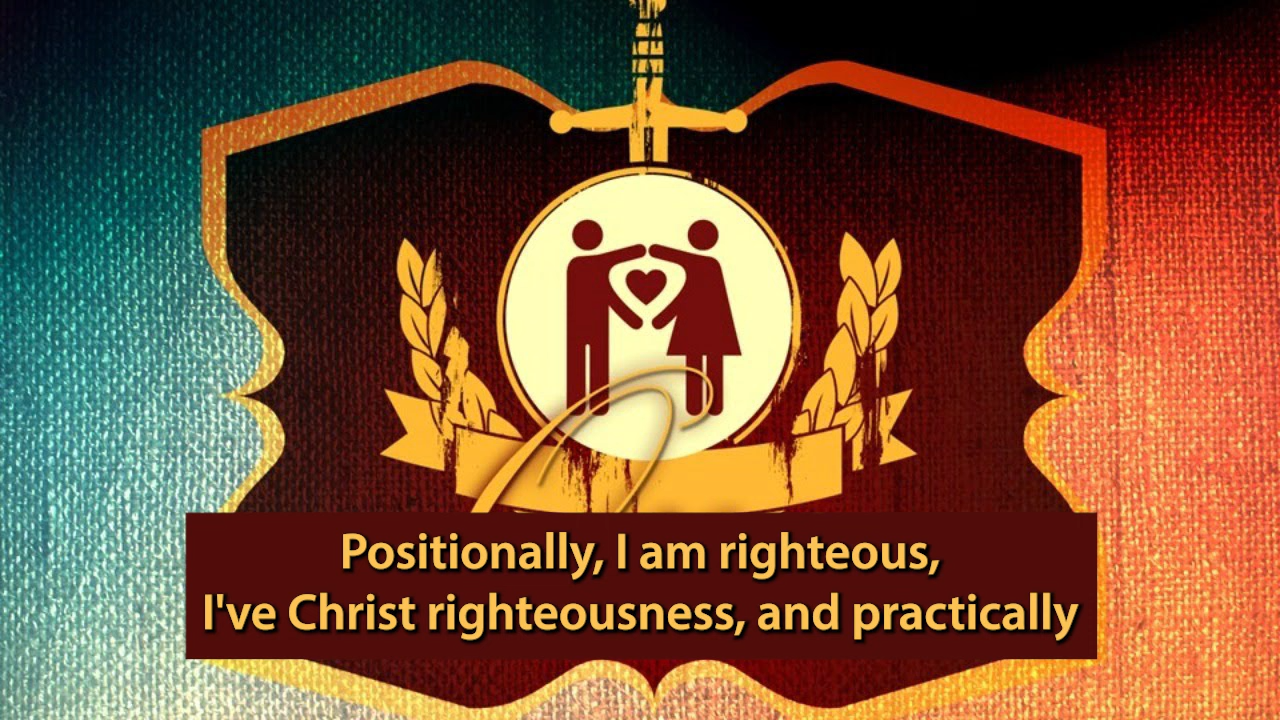 Positionally, I am righteous,
I've Christ righteousness, and practically